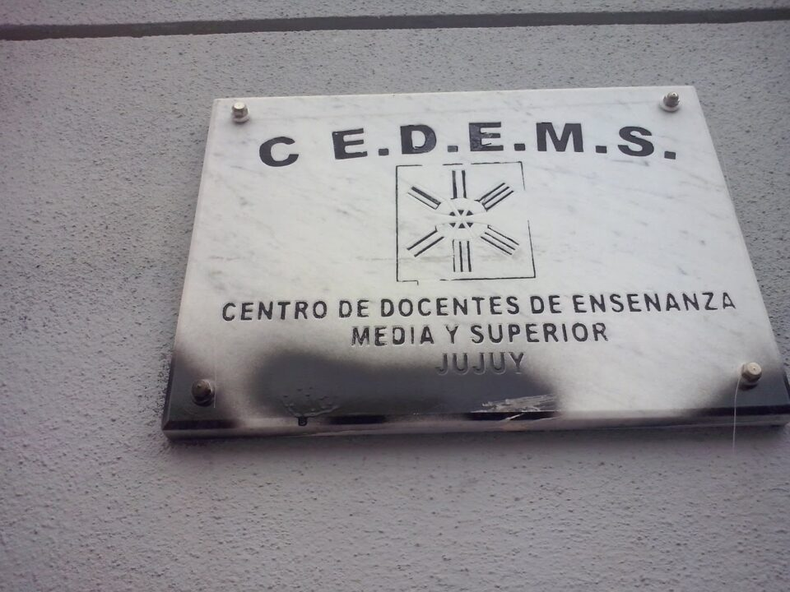 C E.D.E.M.S.
CENTRO DE DOCENTES DE ENSENANZA
MEDIA Y SUPERIOR
JUJUY